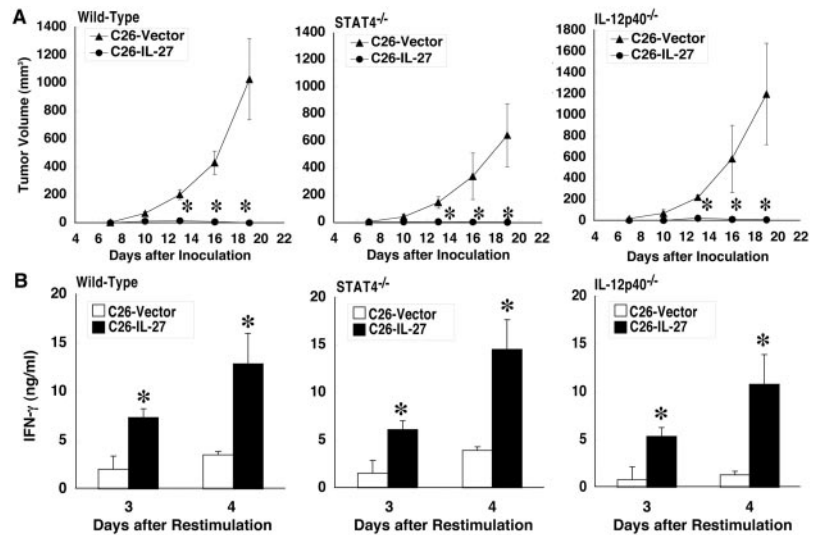 A
Wild-Type
C26-Vector
C26-IL-27
Tumor Volume (mm³)
1400
1200
1000
800
600
400
200
0
4 6 8 10 12 14 16 18 20 22
Days after Inoculation
* * *
STAT4-/-
C26-Vector
C26-IL-27
1400
1200
1000
800
600
400
200
0
4 6 8 10 12 14 16 18 20 22
Days after Inoculation
* * *
IL-12p40-/-
C26-Vector
C26-IL-27
1800
1600
1400
1200
1000
800
600
400
200
0
4 6 8 10 12 14 16 18 20 22
Days after Inoculation
* * *
B
Wild-Type
C26-Vector
C26-IL-27
IFN-γ (ng/ml)
20
15
10
5
0
* *
3 4
Days after Restimulation
STAT4-/-
C26-Vector
C26-IL-27
20
15
10
5
0
* *
3 4
Days after Restimulation
IL-12p40-/-
C26-Vector
C26-IL-27
20
15
10
5
0
* *
3 4
Days after Restimulation